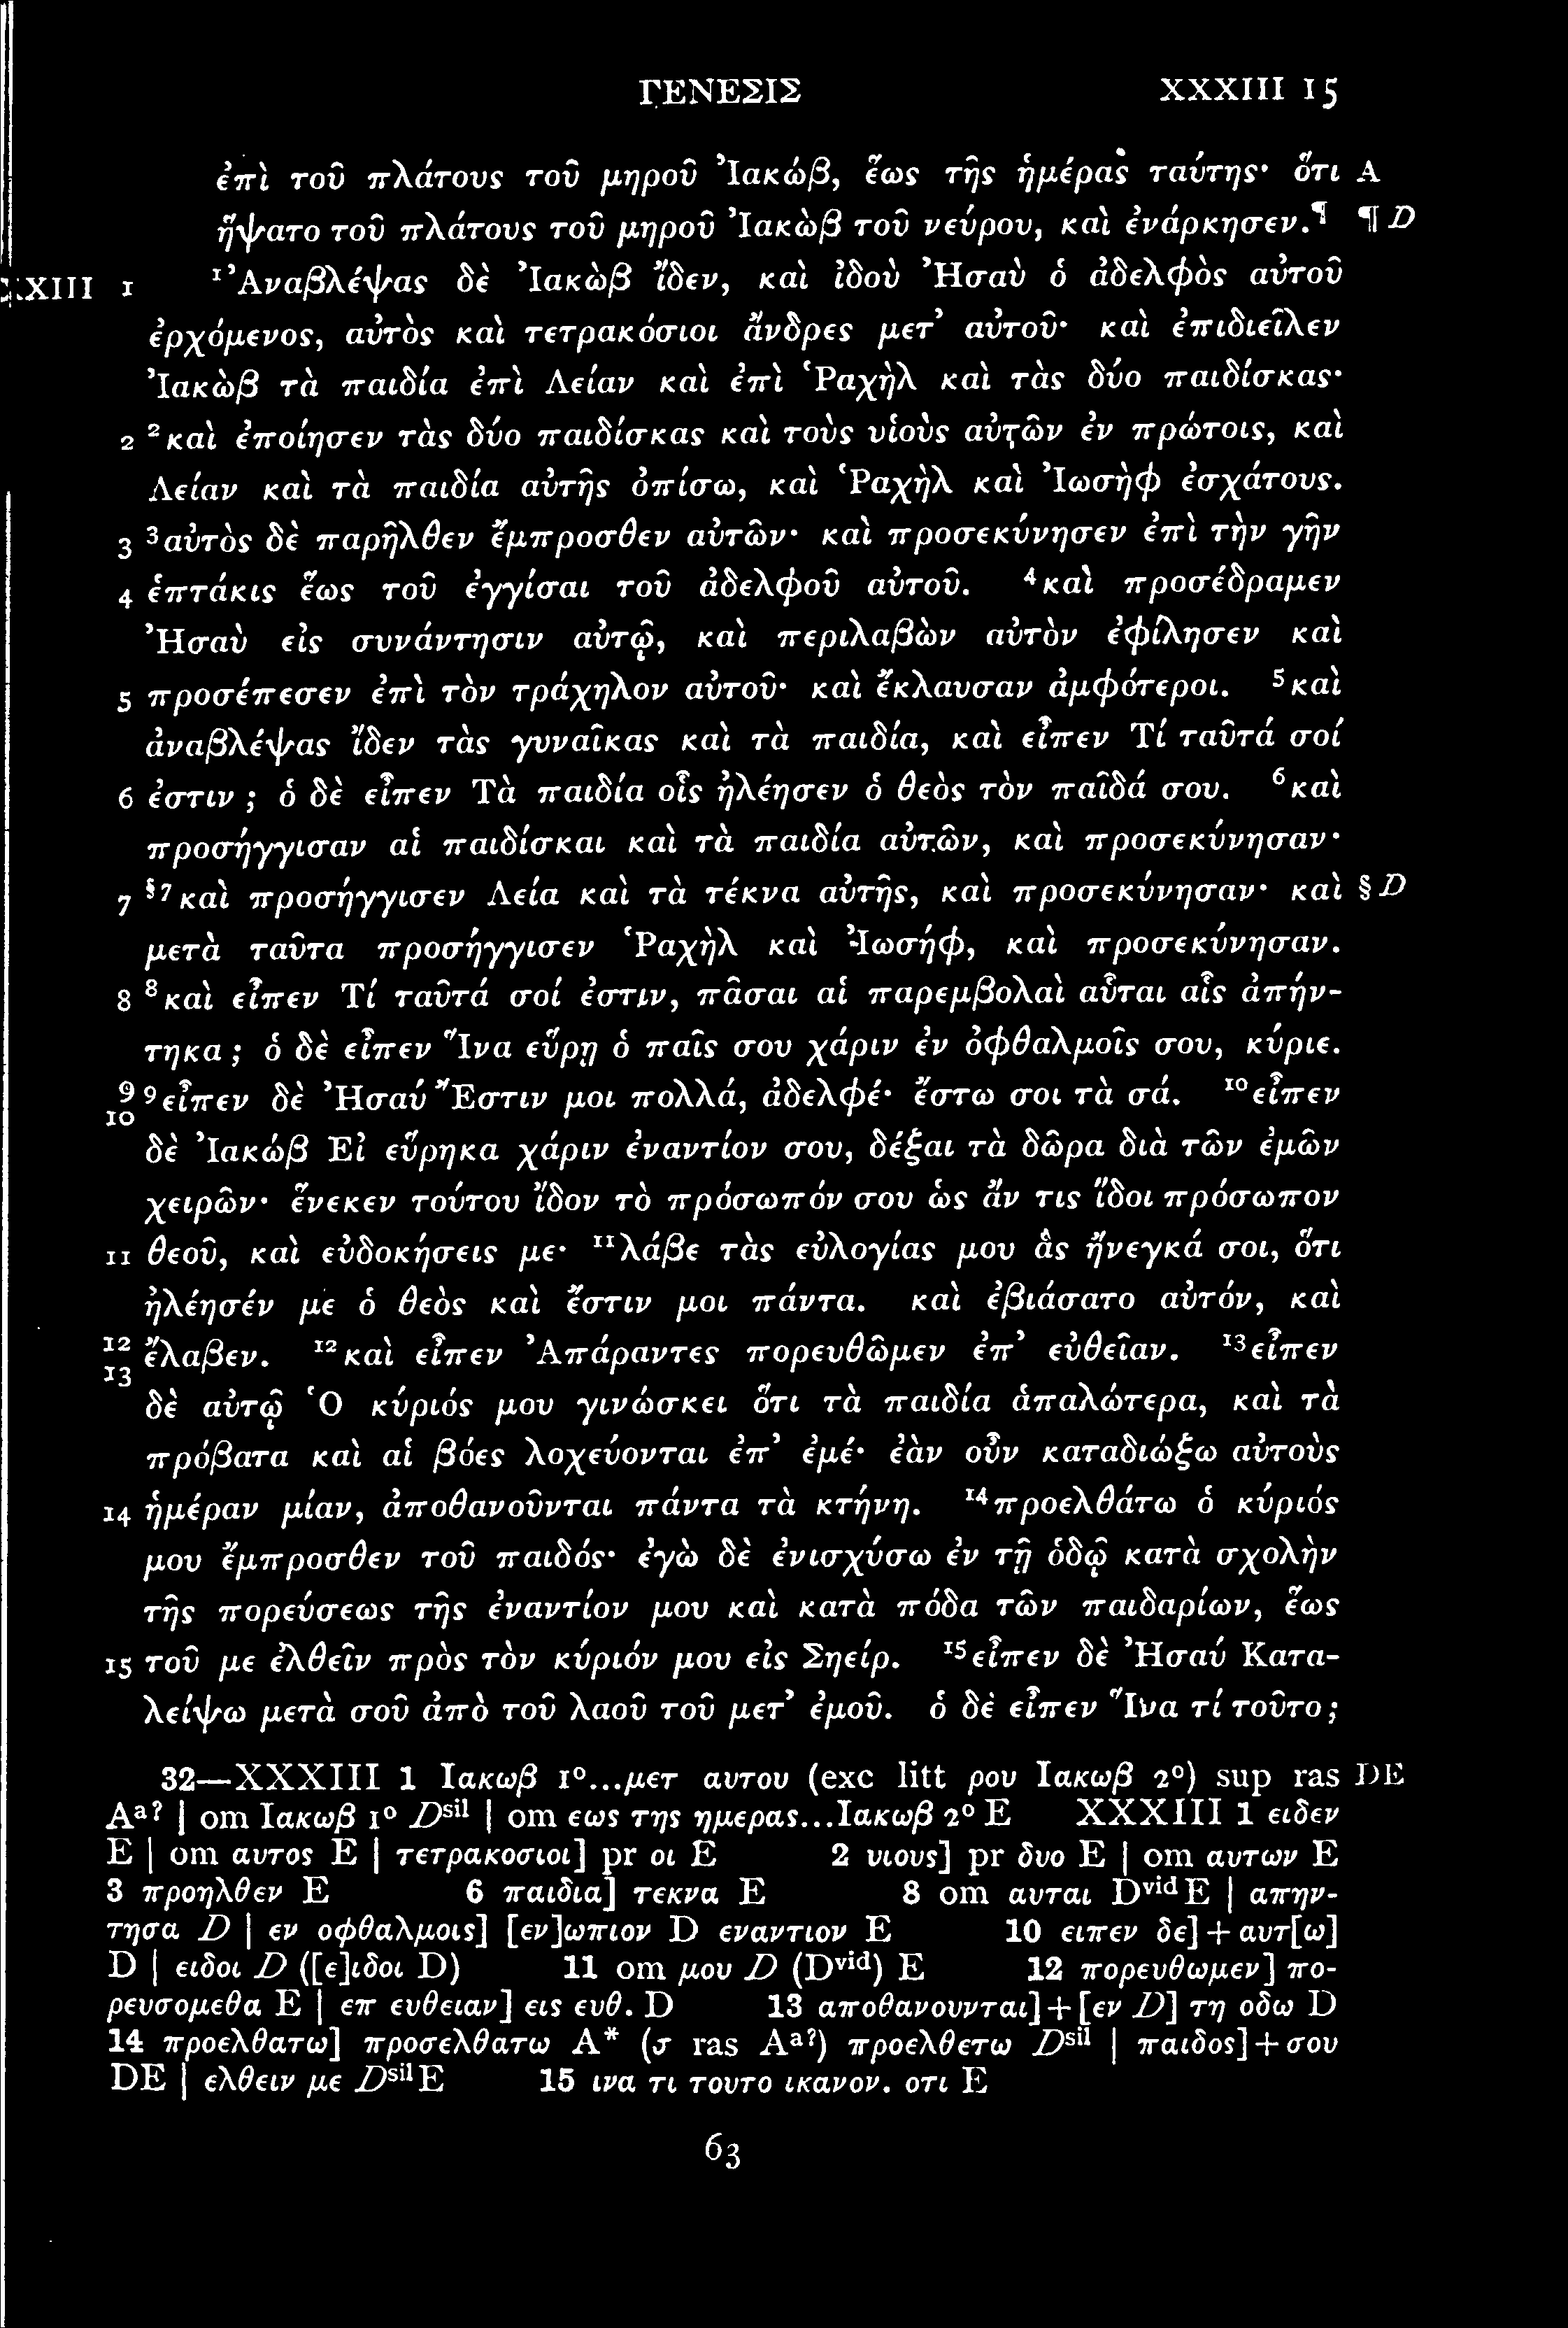 ΓΕΝΕΣΙΣ XXXIII 15
ἐπὶ τοῦ πλάτους τοῦ μηροῦ Ἰακώβ, ἕως τῆς ἡμέρας ταύτης· ὅτι A
ἥψατο τοῦ πλάτους τοῦ μηροῦ Ἰακὼβ τοῦ νεύρου, καὶ ἐνάρκησεν.¶ ¶ D
XXIII 1 ¹Ἀναβλέψας δὲ Ἰακὼβ ἴδεν, καὶ ἰδοὺ Ἠσαὺ ὁ ἀδελφὸς αὐτοῦ
ἐρχόμενος, αὐτὸς καὶ τετρακόσιοι ἄνδρες μετ’ αὐτοῦ· καὶ ἐπιδιεῖλεν
Ἰακὼβ τὰ παιδία ἐπὶ Λείαν καὶ ἐπὶ Ῥαχὴλ καὶ τὰς δύο παιδίσκας·
2 ²καὶ ἐποίησεν τὰς δύο παιδίσκας καὶ τοὺς υἱοὺς αὐτῶν ἐν πρώτοις, καὶ
Λείαν καὶ τὰ παιδία αὐτῆς ὀπίσω, καὶ Ῥαχὴλ καὶ Ἰωσὴφ ἐσχάτους.
3 ³αὐτὸς δὲ παρῆλθεν ἔμπροσθεν αὐτῶν· καὶ προσεκύνησεν ἐπὶ τὴν γῆν
4 ἑπτάκις ἕως τοῦ ἐγγίσαι τοῦ ἀδελφοῦ αὐτοῦ. ⁴καὶ προσέδραμεν
Ἠσαὺ εἰς συνάντησιν αὐτῷ, καὶ περιλαβὼν αὐτὸν ἐφίλησεν καὶ
5 προσέπεσεν ἐπὶ τὸν τράχηλον αὐτοῦ· καὶ ἔκλαυσαν ἀμφότεροι. ⁵καὶ
ἀναβλέψας ἴδεν τὰς γυναῖκας καὶ τὰ παιδία, καὶ εἶπεν Τί ταῦτά σοί
6 ἐστιν ; ὁ δὲ εἶπεν Τὰ παιδία οἷς ἠλέησεν ὁ θεὸς τὸν παῖδά σου. ⁶καὶ
προσήγγισαν αἱ παιδίσκαι καὶ τὰ παιδία αὐτῶν, καὶ προσεκύνησαν·
7 §⁷καὶ προσήγγισεν Λεία καὶ τὰ τέκνα αὐτῆς, καὶ προσεκύνησαν· καὶ § D
μετὰ ταῦτα προσήγγισεν Ῥαχὴλ καὶ Ἰωσήφ, καὶ προσεκύνησαν.
8 ⁸καὶ εἶπεν Τί ταῦτά σοί ἐστιν, πᾶσαι αἱ παρεμβολαὶ αὗται αἷς ἀπήν-
τηκα ; ὁ δὲ εἶπεν Ἵνα εὕρῃ ὁ παῖς σου χάριν ἐν ὀφθαλμοῖς σου, κύριε.
9 ⁹εἶπεν δὲ Ἠσαύ Ἔστιν μοι πολλά, ἀδελφέ· ἔστω σοι τὰ σά. ¹⁰εἶπεν
10 δὲ Ἰακώβ Εἰ εὕρηκα χάριν ἐναντίον σου, δέξαι τὰ δῶρα διὰ τῶν ἐμῶν
χειρῶν· ἕνεκεν τούτου ἴδον τὸ πρόσωπόν σου ὡς ἄν τις ἴδοι πρόσωπον
11 θεοῦ, καὶ εὐδοκήσεις με· ¹¹λάβε τὰς εὐλογίας μου ἃς ἤνεγκά σοι, ὅτι
ἠλέησέν με ὁ θεὸς καὶ ἔστιν μοι πάντα. καὶ ἐβιάσατο αὐτόν, καὶ
12 ἔλαβεν. ¹²καὶ εἶπεν Ἀπάραντες πορευθῶμεν ἐπ’ εὐθεῖαν. ¹³εἶπεν
13 δὲ αὐτῷ Ὁ κύριός μου γινώσκει ὅτι τὰ παιδία ἁπαλώτερα, καὶ τὰ
πρόβατα καὶ αἱ βόες λοχεύονται ἐπ’ ἐμέ· ἐὰν οὖν καταδιώξω αὐτοὺς
14 ἡμέραν μίαν, ἀποθανοῦνται πάντα τὰ κτήνη. ¹⁴προελθάτω ὁ κύριός
μου ἔμπροσθεν τοῦ παιδός· ἐγὼ δὲ ἐνισχύσω ἐν τῇ ὁδῷ κατὰ σχολὴν
τῆς πορεύσεως τῆς ἐναντίον μου καὶ κατὰ πόδα τῶν παιδαρίων, ἕως
15 τοῦ με ἐλθεῖν πρὸς τὸν κύριόν μου εἰς Σηείρ. ¹⁵εἶπεν δὲ Ἠσαύ Κατα-
λείψω μετὰ σοῦ ἀπὸ τοῦ λαοῦ τοῦ μετ’ ἐμοῦ. ὁ δὲ εἶπεν Ἵνα τί τοῦτο ;
32—XXXIII 1 Ιακωβ 1º...μετ αυτου (exc litt ρου Ιακωβ 2º) sup ras DE
Aᵃ? | om Ιακωβ 1º Dˢⁱˡ | om εως της ημερας...Ιακωβ 2º E XXXIII 1 ειδεν
E | om αυτος E | τετρακοσιοι] pr οι E 2 υιους] pr δυο E | om αυτων E
3 προηλθεν E 6 παιδια] τεκνα E 8 om αυται Dᵛⁱᵈ E | απην-
τησα D | εν οφθαλμοις] [εν]ωπιον D εναντιον E 10 ειπεν δε] + αυτ[ω]
D | ειδοι D ([ε]ιδοι D) 11 om μου D (Dᵛⁱᵈ) E 12 πορευθωμεν] πο-
ρευσομεθα E | επ ευθειαν] εις ευθ. D 13 αποθανουνται] + [εν D] τη οδω D
14 προελθατω] προσελθατω A* (σ ras Aᵃ?) προελθετω Dˢⁱˡ | παιδος] + σου
DE | ελθειν με Dˢⁱˡ E 15 ινα τι τουτο ικανον. οτι E
63